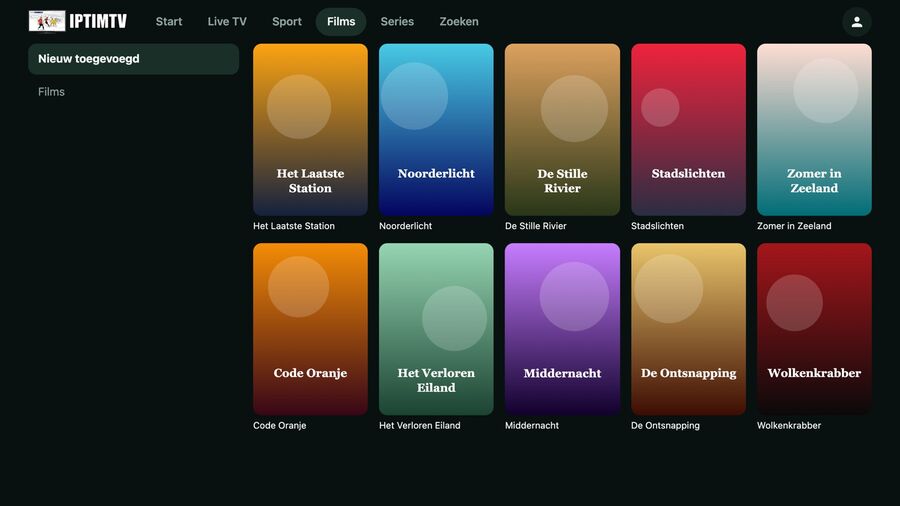 IPTIMTV
Start
Live TV
Sport
Films
Series
Zoeken
Nieuw toegevoegd
Films
Het Laatste
Station
Noorderlicht
De Stille
Rivier
Stadslichten
Zomer in
Zeeland
Het Laatste Station
Noorderlicht
De Stille Rivier
Stadslichten
Zomer in Zeeland
Code Oranje
Het Verloren
Eiland
Middernacht
De Ontsnapping
Wolkenkrabber
Code Oranje
Het Verloren Eiland
Middernacht
De Ontsnapping
Wolkenkrabber